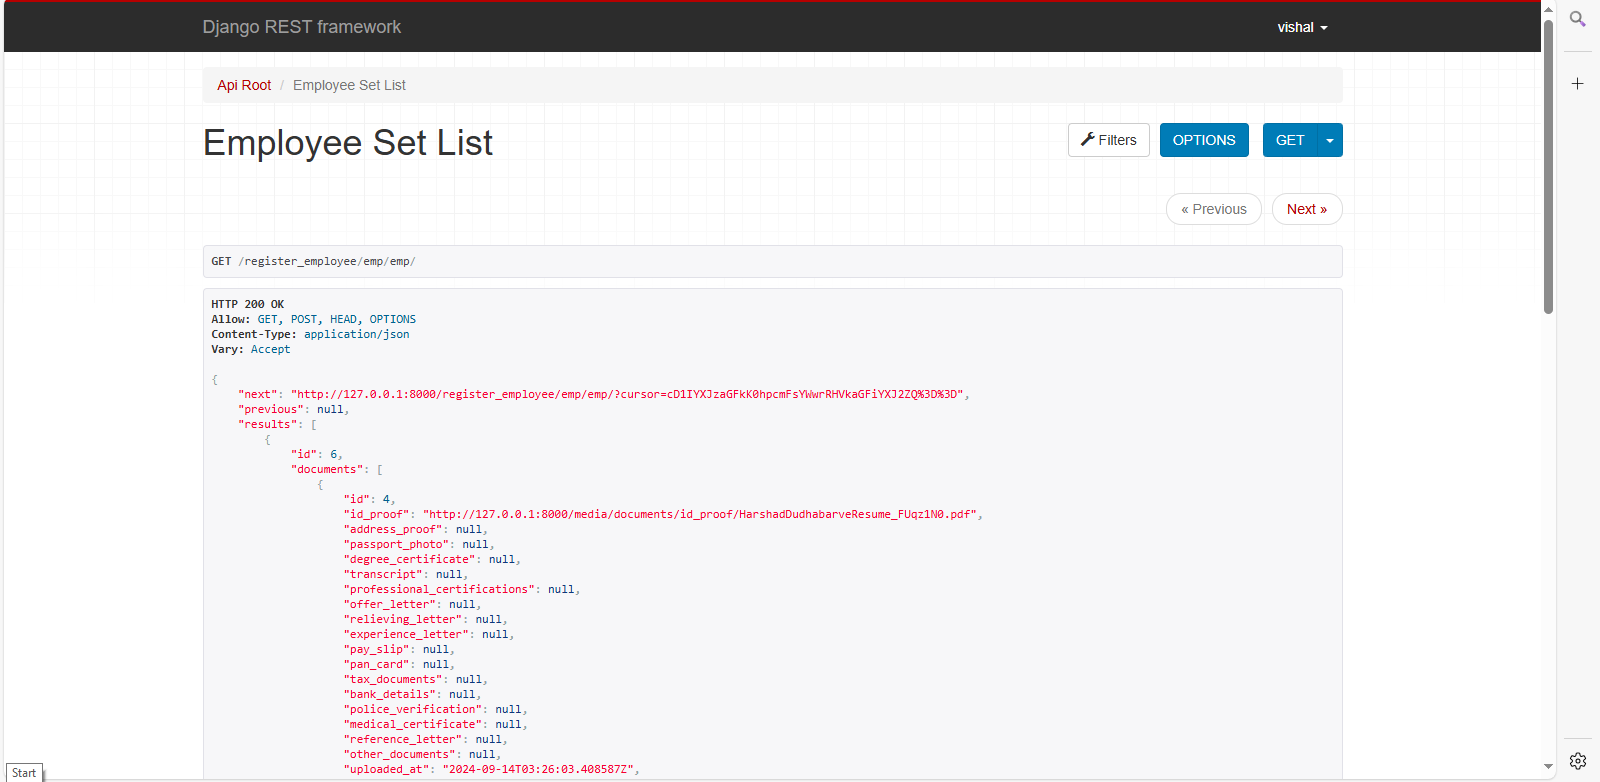 Django REST framework
vishal
Api Root / Employee Set List
Employee Set List
Filters
OPTIONS
GET
« Previous
Next »
GET /register_employee/emp/emp/
HTTP 200 OK
Allow: GET, POST, HEAD, OPTIONS
Content-Type: application/json
Vary: Accept
{
"next": "http://127.0.0.1:8000/register_employee/emp/emp/?cursor=cD1IYXJzaGFkK0hpcmFsYWwrRHVkaGFiYXJ2ZQ%3D%3D",
"previous": null,
"results": [
{
"id": 6,
"documents": [
{
"id": 4,
"id_proof": "http://127.0.0.1:8000/media/documents/id_proof/HarshadDudhabarveResume_FUqz1N0.pdf",
"address_proof": null,
"passport_photo": null,
"degree_certificate": null,
"transcript": null,
"professional_certifications": null,
"offer_letter": null,
"relieving_letter": null,
"experience_letter": null,
"pay_slip": null,
"pan_card": null,
"tax_documents": null,
"bank_details": null,
"police_verification": null,
"medical_certificate": null,
"reference_letter": null,
"other_documents": null,
"uploaded_at": "2024-09-14T03:26:03.408587Z",
Start